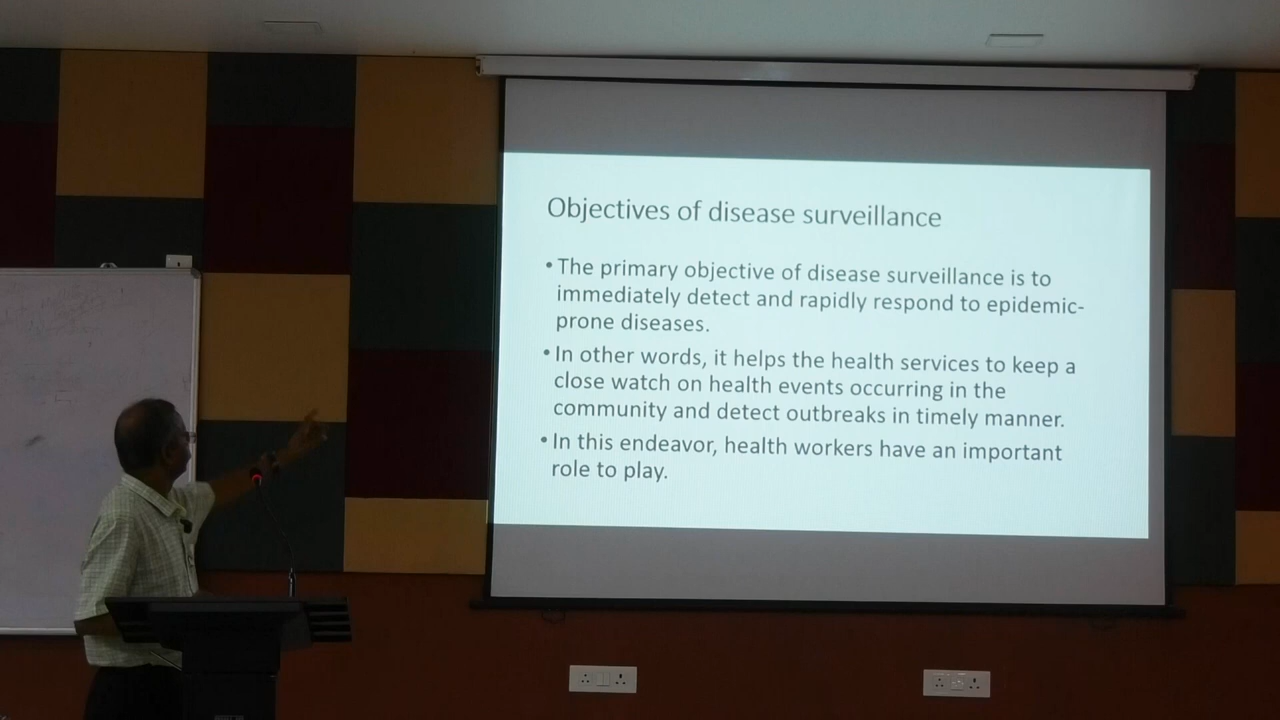 Objectives of disease surveillance
• The primary objective of disease surveillance is to
immediately detect and rapidly respond to epidemic-
prone diseases.
• In other words, it helps the health services to keep a
close watch on health events occurring in the
community and detect outbreaks in timely manner.
• In this endeavor, health workers have an important
role to play.